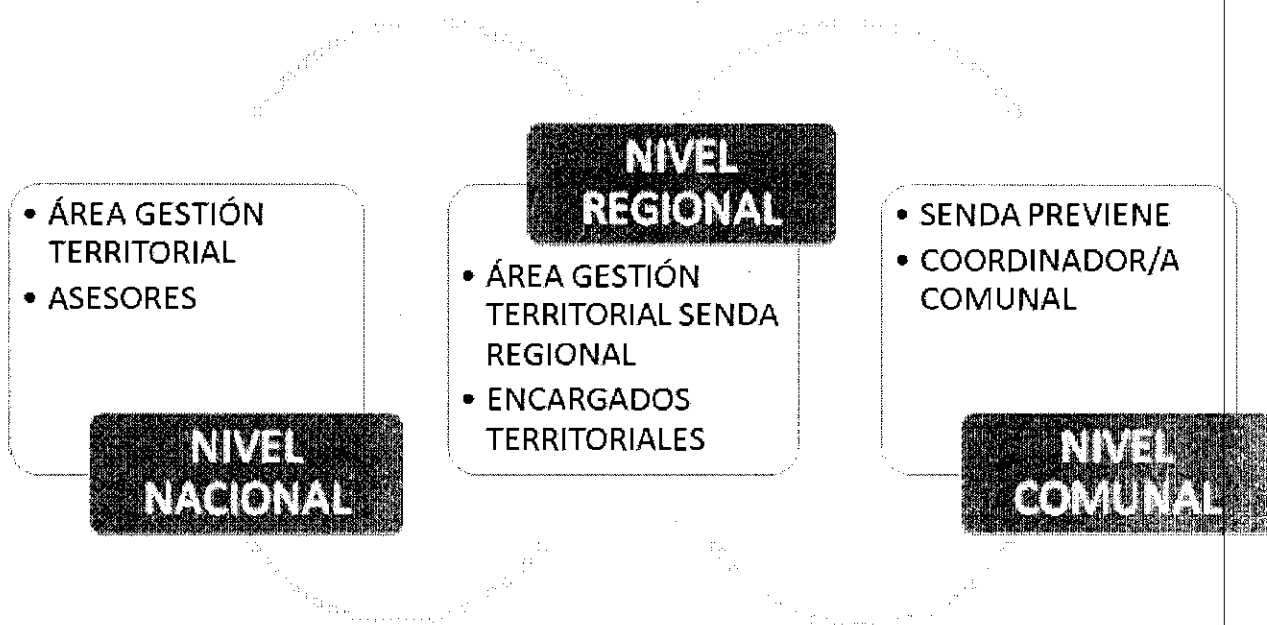 • ÁREA GESTIÓN
TERRITORIAL
• ASESORES
NIVEL
NACIONAL
NIVEL
REGIONAL
• ÁREA GESTIÓN
TERRITORIAL SENDA
REGIONAL
• ENCARGADOS
TERRITORIALES
• SENDA PREVIENE
• COORDINADOR/A
COMUNAL
NIVEL
COMUNAL